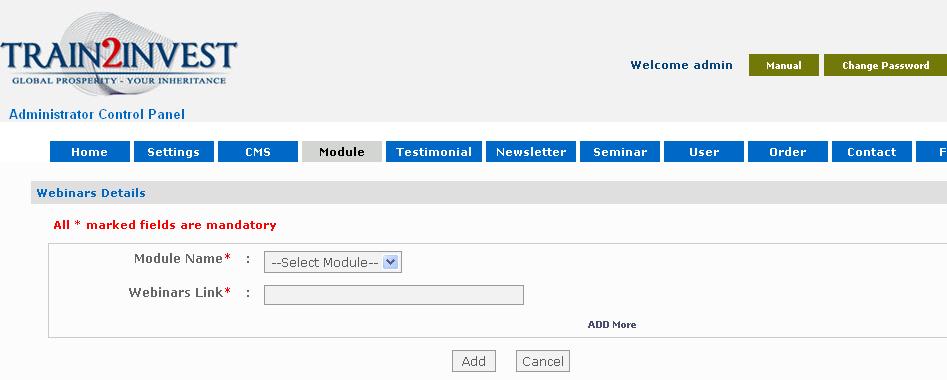 TRAIN2INVEST
GLOBAL PROSPERITY - YOUR INHERITANCE
Welcome admin
Manual
Change Password
Administrator Control Panel
Home
Settings
CMS
Module
Testimonial
Newsletter
Seminar
User
Order
Contact
F
Webinars Details
All * marked fields are mandatory
Module Name* : --Select Module--
Webinars Link* :
ADD More
Add
Cancel